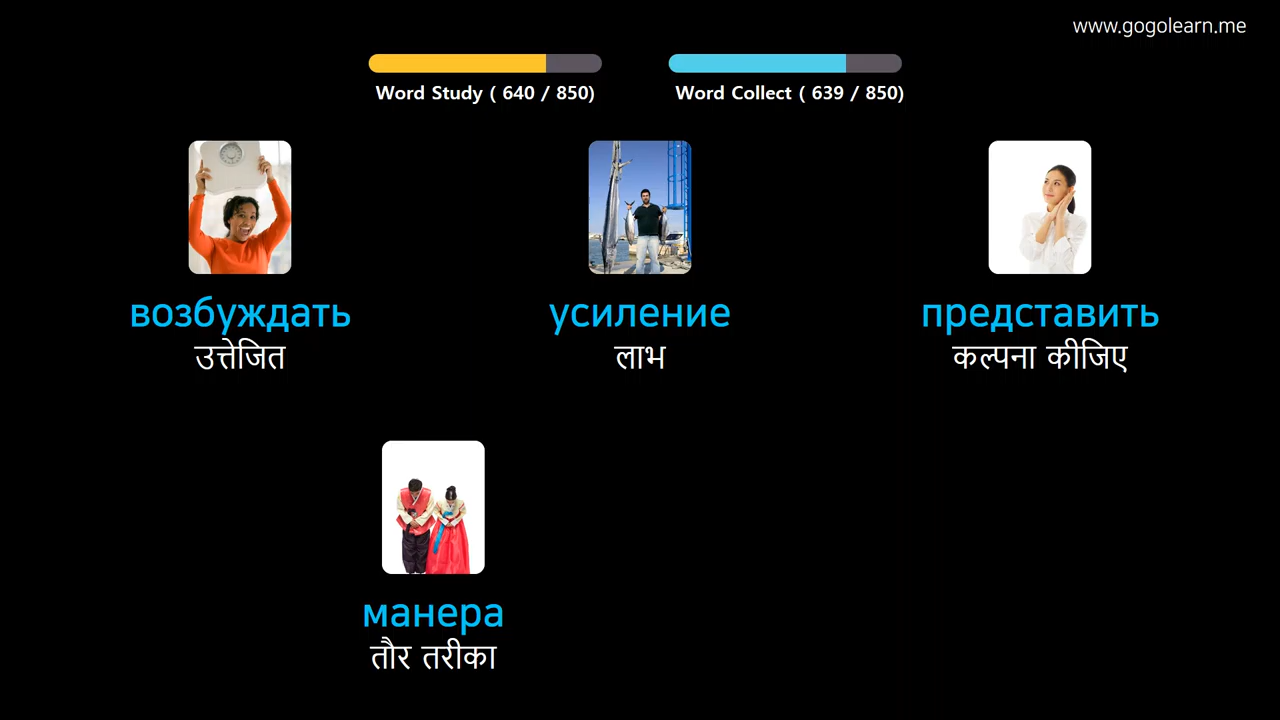 www.gogolearn.me
Word Study ( 640 / 850)
Word Collect ( 639 / 850)
возбуждать
उत्तेजित
усиление
लाभ
представить
कल्पना कीजिए
манера
तौर तरीका